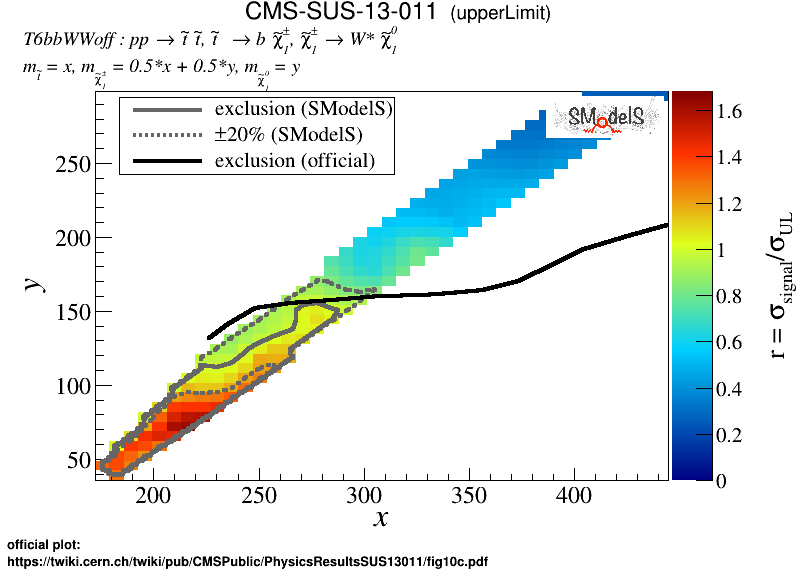 CMS-SUS-13-011 (upperLimit)
T6bbWWoff : pp → t̃ t̃, t̃ → b χ̃₁±, χ̃₁± → W* χ̃₁⁰
m_t̃ = x, m_χ̃₁± = 0.5*x + 0.5*y, m_χ̃₁⁰ = y
exclusion (SModelS)
±20% (SModelS)
exclusion (official)
SModelS
250
200
150
100
50
y
200 250 300 350 400
x
1.6
1.4
1.2
1
0.8
0.6
0.4
0.2
0
r = σ_signal/σ_UL
official plot:
https://twiki.cern.ch/twiki/pub/CMSPublic/PhysicsResultsSUS13011/fig10c.pdf